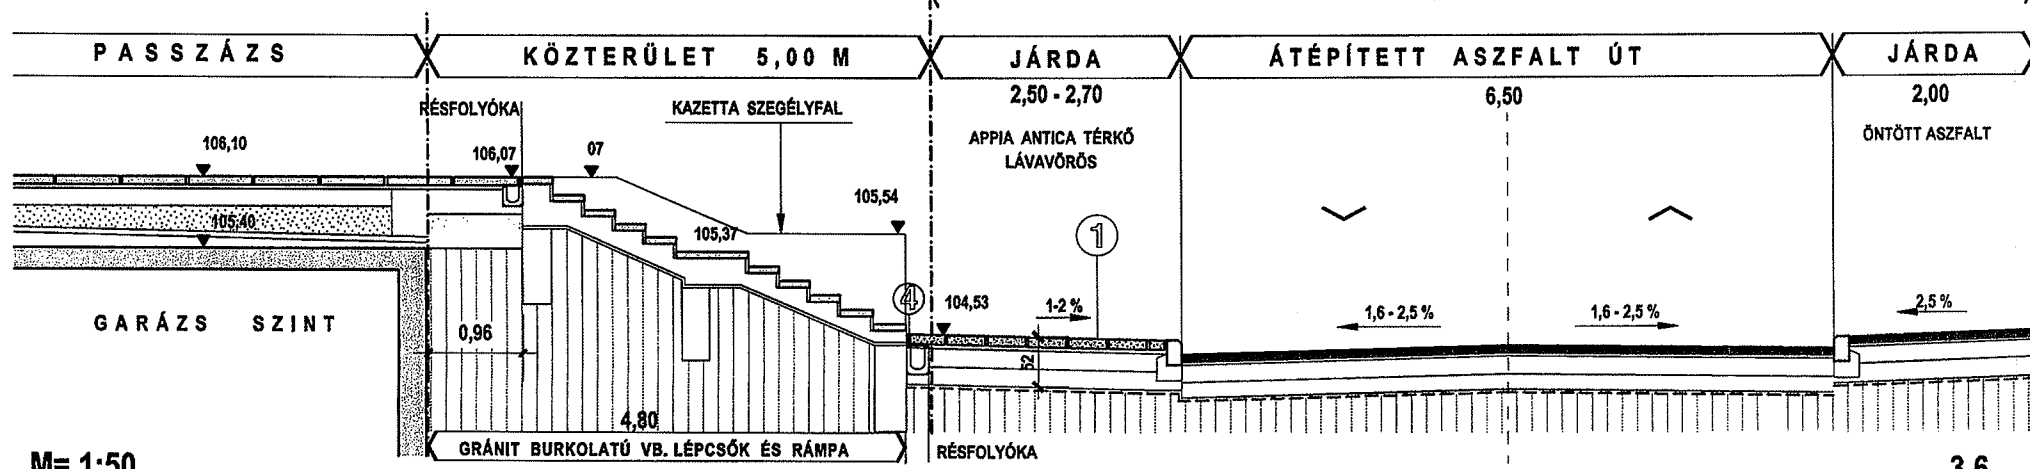 PASSZÁZS
KÖZTERÜLET 5,00 M
JÁRDA
ÁTÉPÍTETT ASZFALT ÚT
JÁRDA
2,50 - 2,70
6,50
2,00
RÉSFOLYÓKA
KAZETTA SZEGÉLYFAL
APPIA ANTICA TÉRKŐ
LÁVAVÖRÖS
ÖNTÖTT ASZFALT
106,10
106,07
07
105,54
105,40
105,37
1
4
104,53
1-2 %
1,6 - 2,5 %
1,6 - 2,5 %
2,5 %
GARÁZS SZINT
0,96
52
4,80
GRÁNIT BURKOLATÚ VB. LÉPCSŐK ÉS RÁMPA
RÉSFOLYÓKA
M= 1:50
3.6